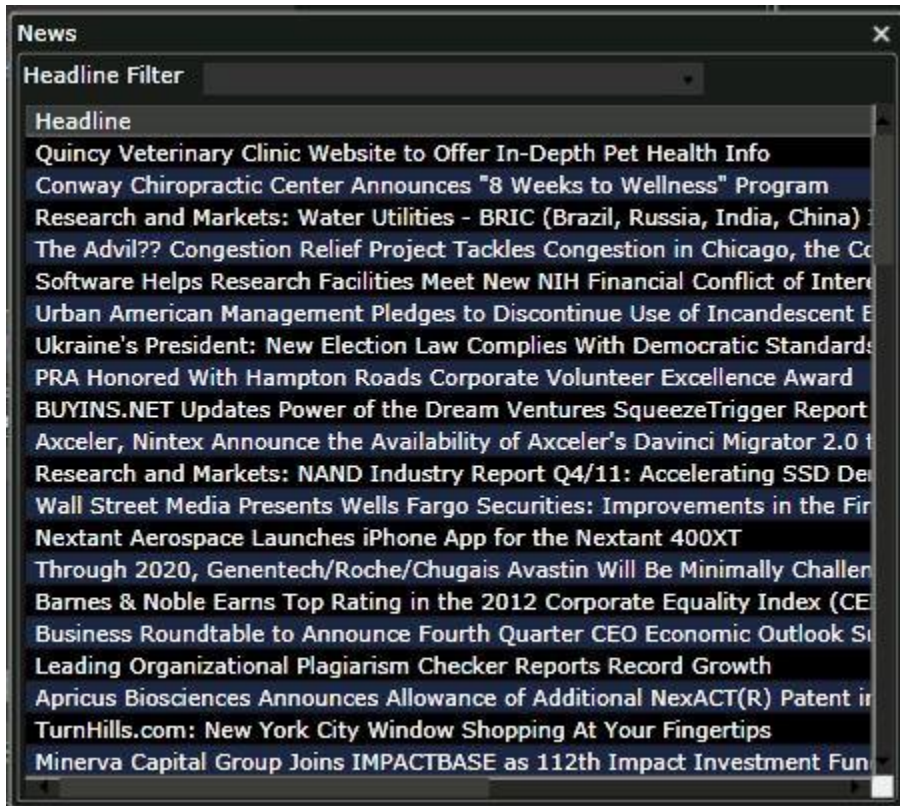 News
Headline Filter
Headline
Quincy Veterinary Clinic Website to Offer In-Depth Pet Health Info
Conway Chiropractic Center Announces "8 Weeks to Wellness" Program
Research and Markets: Water Utilities - BRIC (Brazil, Russia, India, China)
The Advil?? Congestion Relief Project Tackles Congestion in Chicago, the
Software Helps Research Facilities Meet New NIH Financial Conflict of
Urban American Management Pledges to Discontinue Use of Incandescent
Ukraine's President: New Election Law Complies With Democratic Standards
PRA Honored With Hampton Roads Corporate Volunteer Excellence Award
BUYINS.NET Updates Power of the Dream Ventures SqueezeTrigger Report
Axceler, Nintex Announce the Availability of Axceler's Davinci Migrator 2.0
Research and Markets: NAND Industry Report Q4/11: Accelerating SSD
Wall Street Media Presents Wells Fargo Securities: Improvements in the
Nextant Aerospace Launches iPhone App for the Nextant 400XT
Through 2020, Genentech/Roche/Chugais Avastin Will Be Minimally Challen
Barnes & Noble Earns Top Rating in the 2012 Corporate Equality Index
Business Roundtable to Announce Fourth Quarter CEO Economic Outlook
Leading Organizational Plagiarism Checker Reports Record Growth
Apricus Biosciences Announces Allowance of Additional NexACT(R) Patent
TurnHills.com: New York City Window Shopping At Your Fingertips
Minerva Capital Group Joins IMPACTBASE as 112th Impact Investment